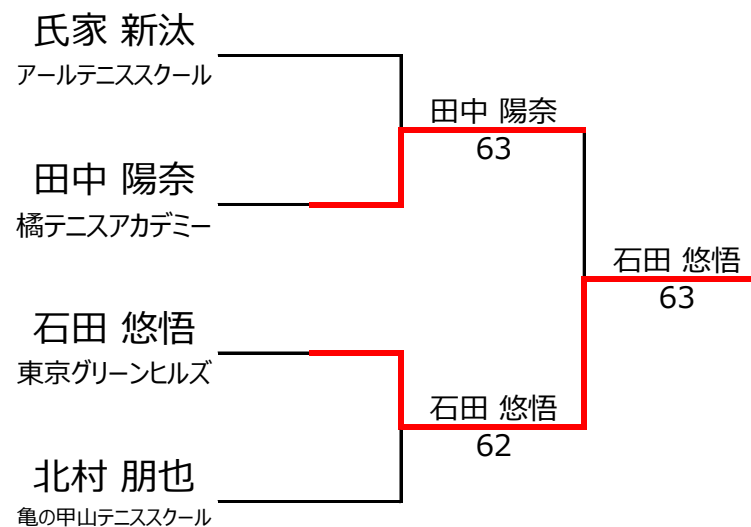 氏家 新汰
アールテニススクール
田中 陽奈
63
田中 陽奈
橘テニスアカデミー
石田 悠悟
63
石田 悠悟
東京グリーンヒルズ
石田 悠悟
62
北村 朋也
亀の甲山テニススクール